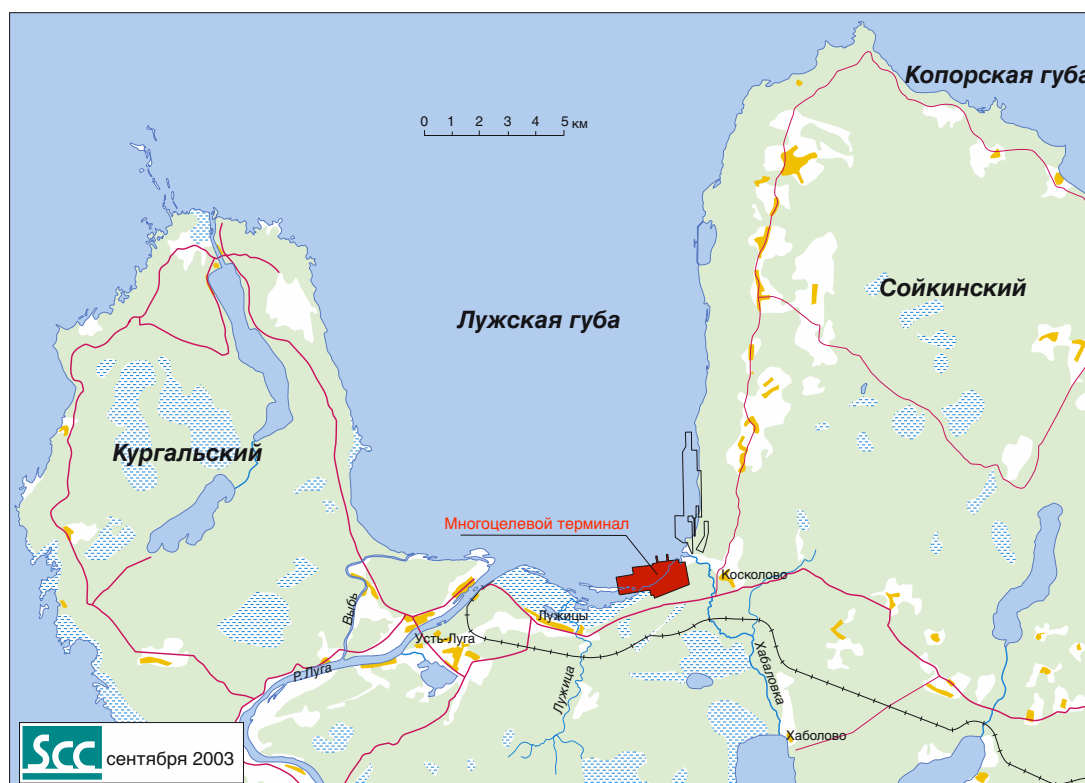 Копорская губа
0 1 2 3 4 5 км
Сойкинский
Лужская губа
Кургальский
Многоцелевой терминал
Косколово
Выбь
Лужицы
Усть-Луга
Р. Луга
Лужица
Хабаловка
Хаболово
Scc сентября 2003